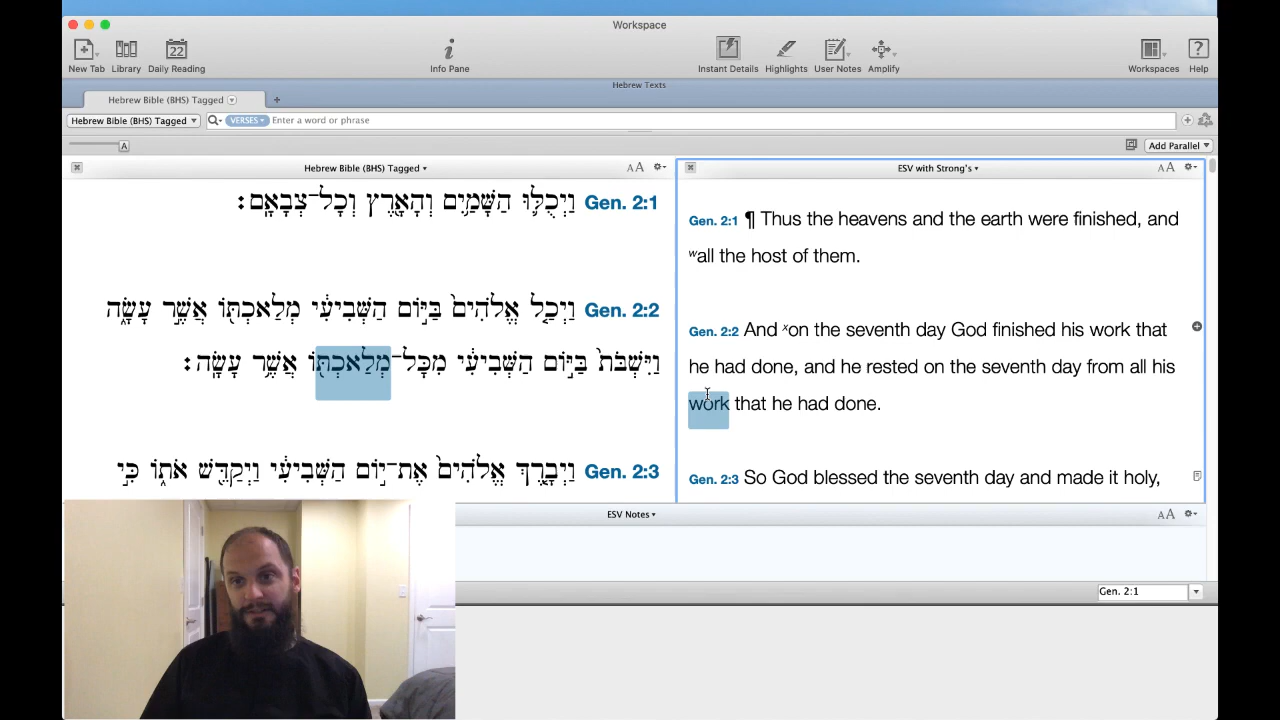 Workspace
New Tab Library Daily Reading Info Pane Instant Details Highlights User Notes Amplify Workspaces Help
22
Hebrew Texts
Hebrew Bible (BHS) Tagged
Hebrew Bible (BHS) Tagged VERSES Enter a word or phrase
A Add Parallel
Hebrew Bible (BHS) Tagged AA
Gen. 2:1 וַיְכֻלּ֛וּ הַשָּׁמַ֥יִם וְהָאָ֖רֶץ וְכָל־צְבָאָֽם׃
Gen. 2:2 וַיְכַ֤ל אֱלֹהִים֙ בַּיּ֣וֹם הַשְּׁבִיעִ֔י מְלַאכְתּ֖וֹ אֲשֶׁ֣ר עָשָׂ֑ה
וַיִּשְׁבֹּת֙ בַּיּ֣וֹם הַשְּׁבִיעִ֔י מִכָּל־מְלַאכְתּ֖וֹ אֲשֶׁ֥ר עָשָֽׂה׃
Gen. 2:3 וַיְבָ֤רֶךְ אֱלֹהִים֙ אֶת־י֣וֹם הַשְּׁבִיעִ֔י וַיְקַדֵּ֖שׁ אֹת֑וֹ כִּ֣י
ESV with Strong's AA
Gen. 2:1 ¶ Thus the heavens and the earth were finished, and
wall the host of them.
Gen. 2:2 And xon the seventh day God finished his work that
he had done, and he rested on the seventh day from all his
work that he had done.
Gen. 2:3 So God blessed the seventh day and made it holy,
ESV Notes AA
Gen. 2:1